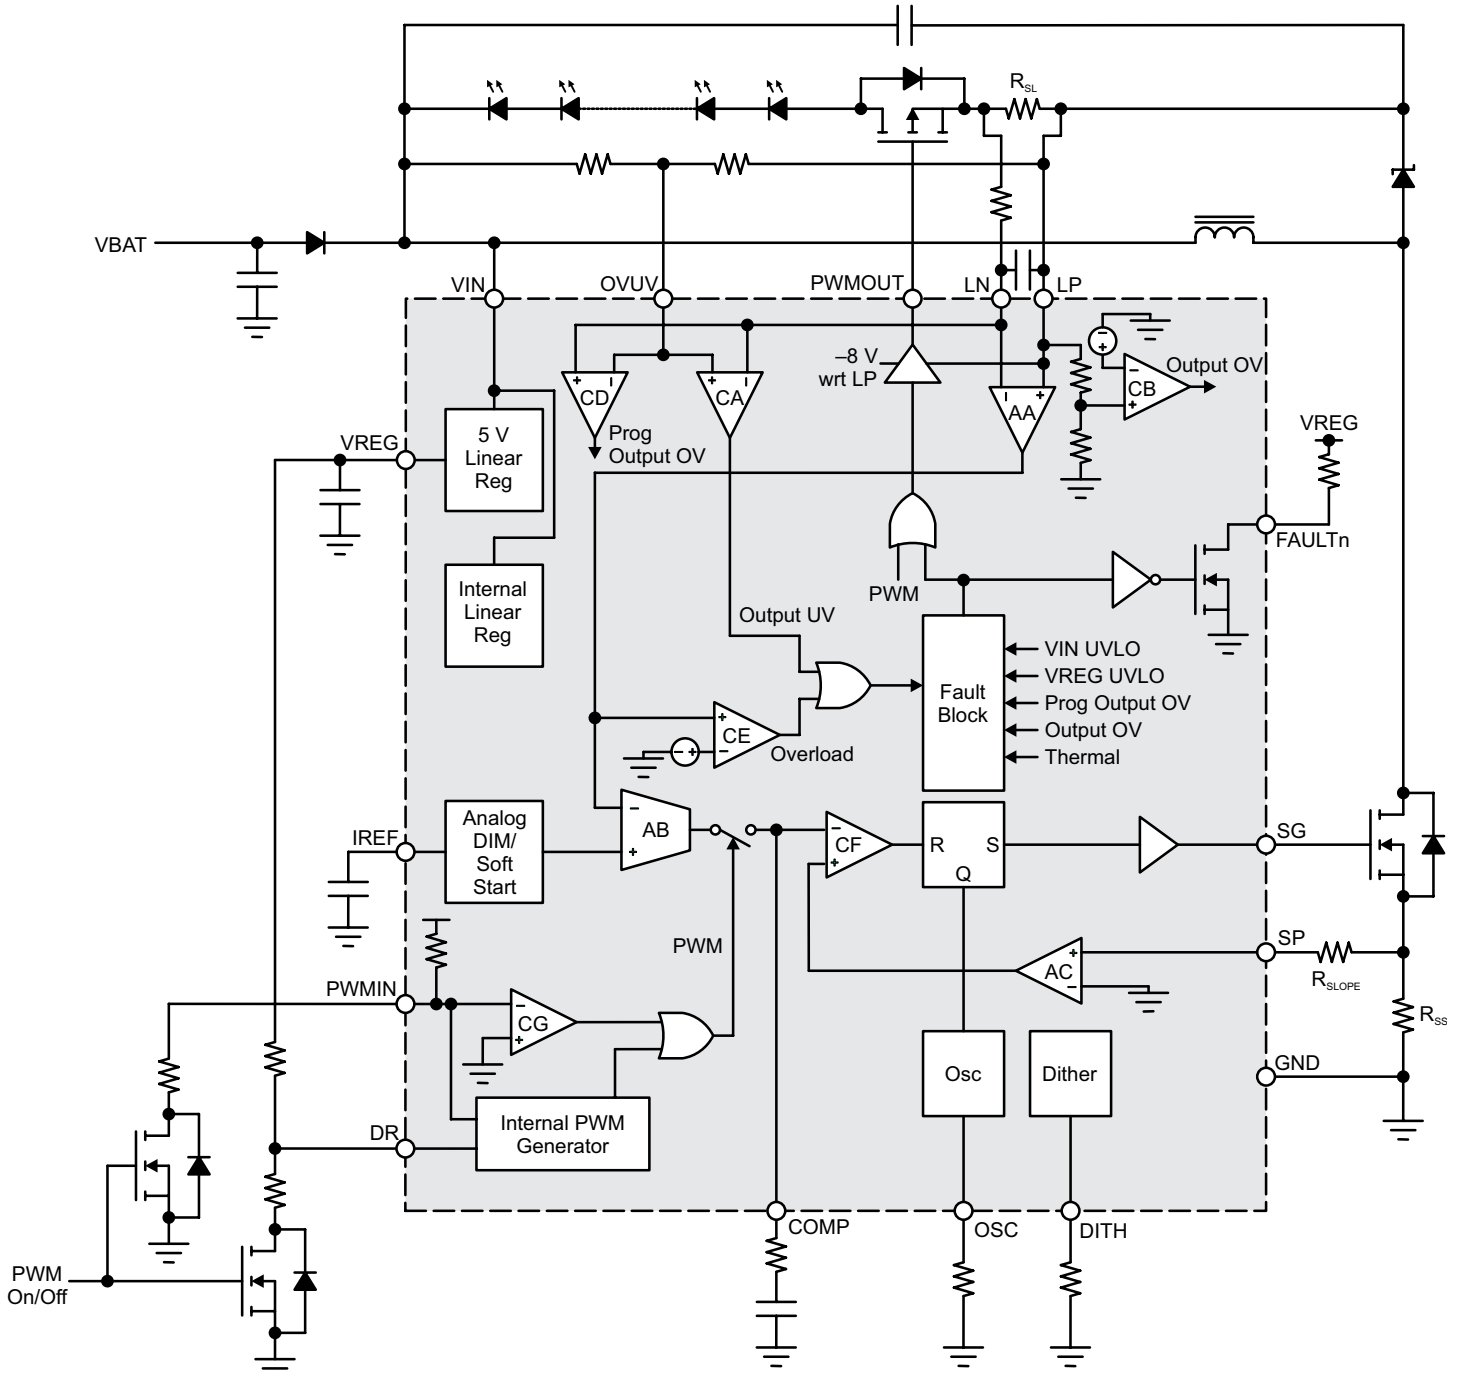 R_SL
VBAT
VIN
OVUV
PWMOUT
LN
LP
–8 V
wrt LP
Output OV
CD
CA
AA
CB
Prog
Output OV
VREG
5 V
Linear
Reg
VREG
FAULTn
Internal
Linear
Reg
PWM
Output UV
Fault
Block
VIN UVLO
VREG UVLO
Prog Output OV
Output OV
Thermal
CE
Overload
IREF
Analog
DIM/
Soft
Start
AB
CF
R
S
Q
SG
PWM
AC
SP
R_SLOPE
R_SS
PWMIN
CG
Osc
Dither
GND
DR
Internal PWM
Generator
COMP
OSC
DITH
PWM
On/Off